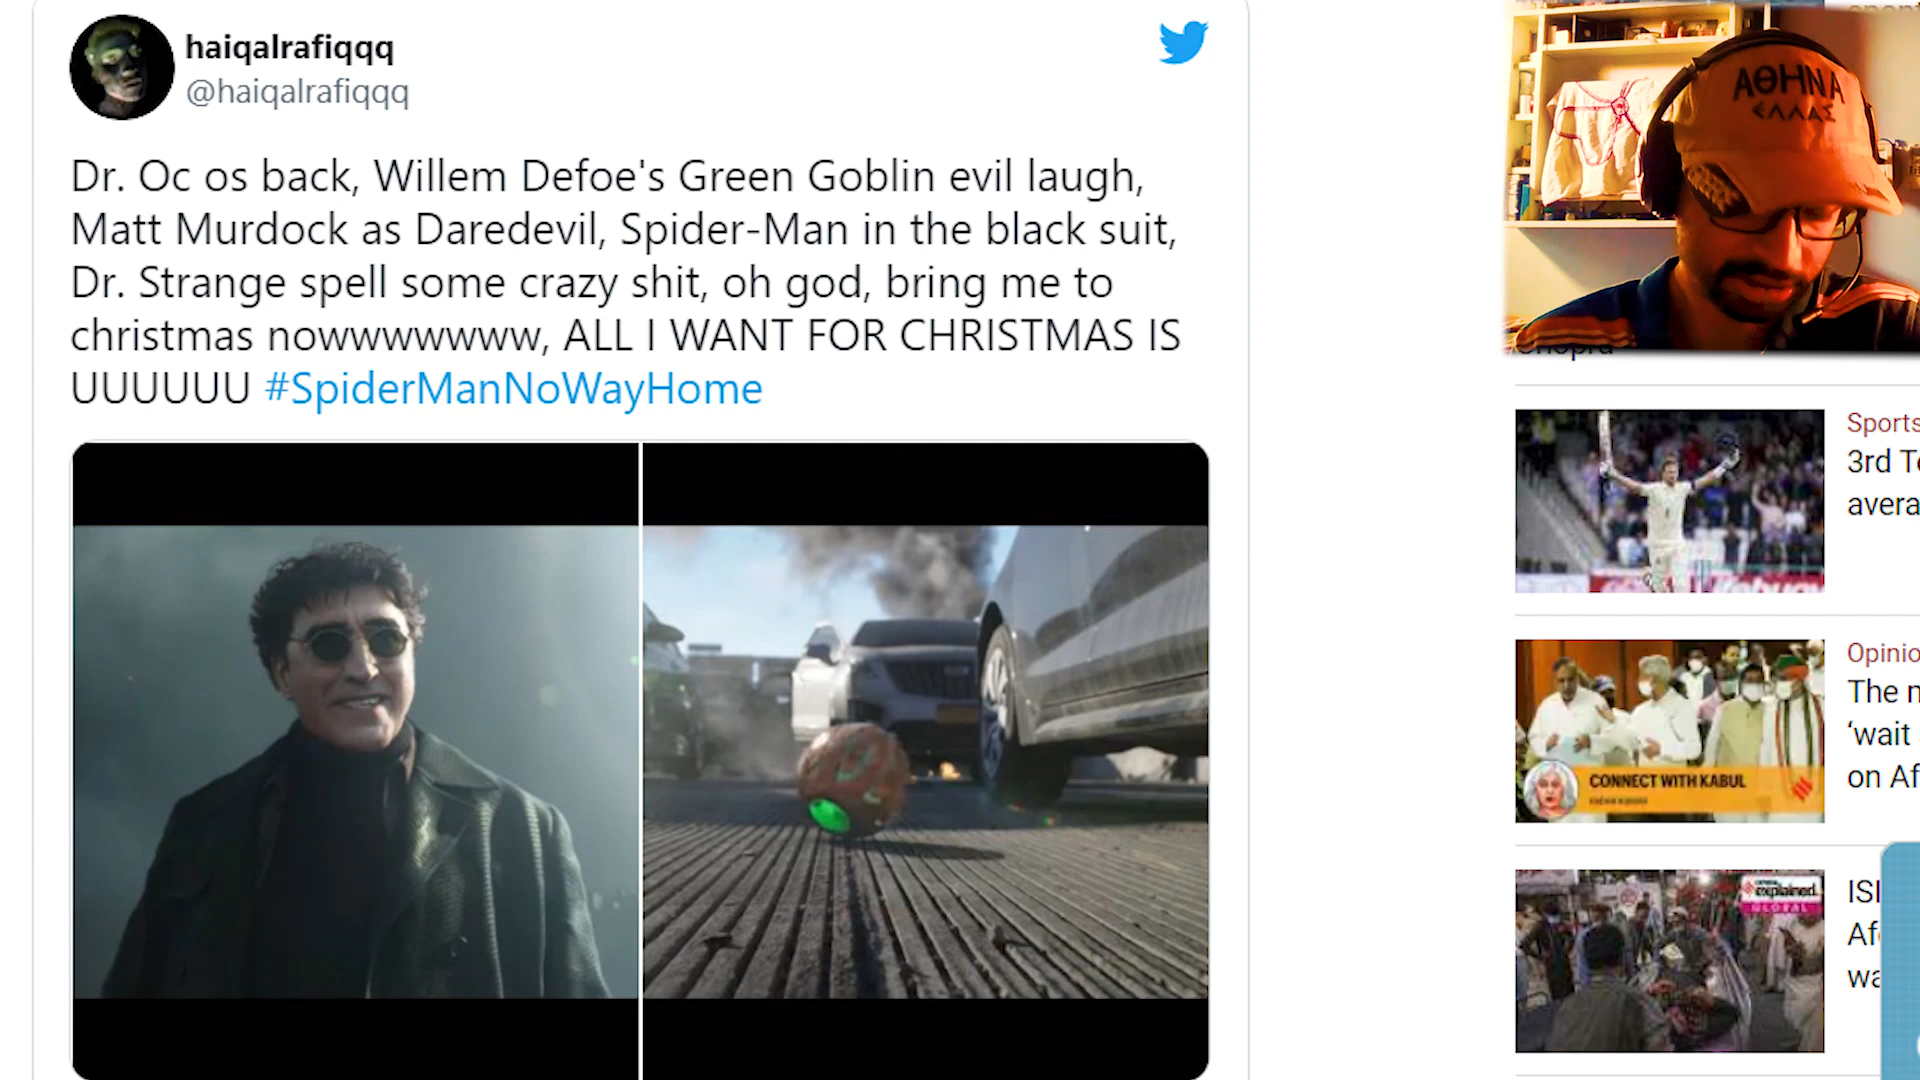 haiqalrafiqqq
@haiqalrafiqqq
Dr. Oc os back, Willem Defoe's Green Goblin evil laugh,
Matt Murdock as Daredevil, Spider-Man in the black suit,
Dr. Strange spell some crazy shit, oh god, bring me to
christmas nowwwwwwww, ALL I WANT FOR CHRISTMAS IS
UUUUUU #SpiderManNoWayHome
ΑΘΗΝΑ
ΕΛΛΑΣ
Sports
3rd
avera
Opinio
The
‘wait
on Af
CONNECT WITH KABUL
explained
GLOBAL
ISI
Af
wa